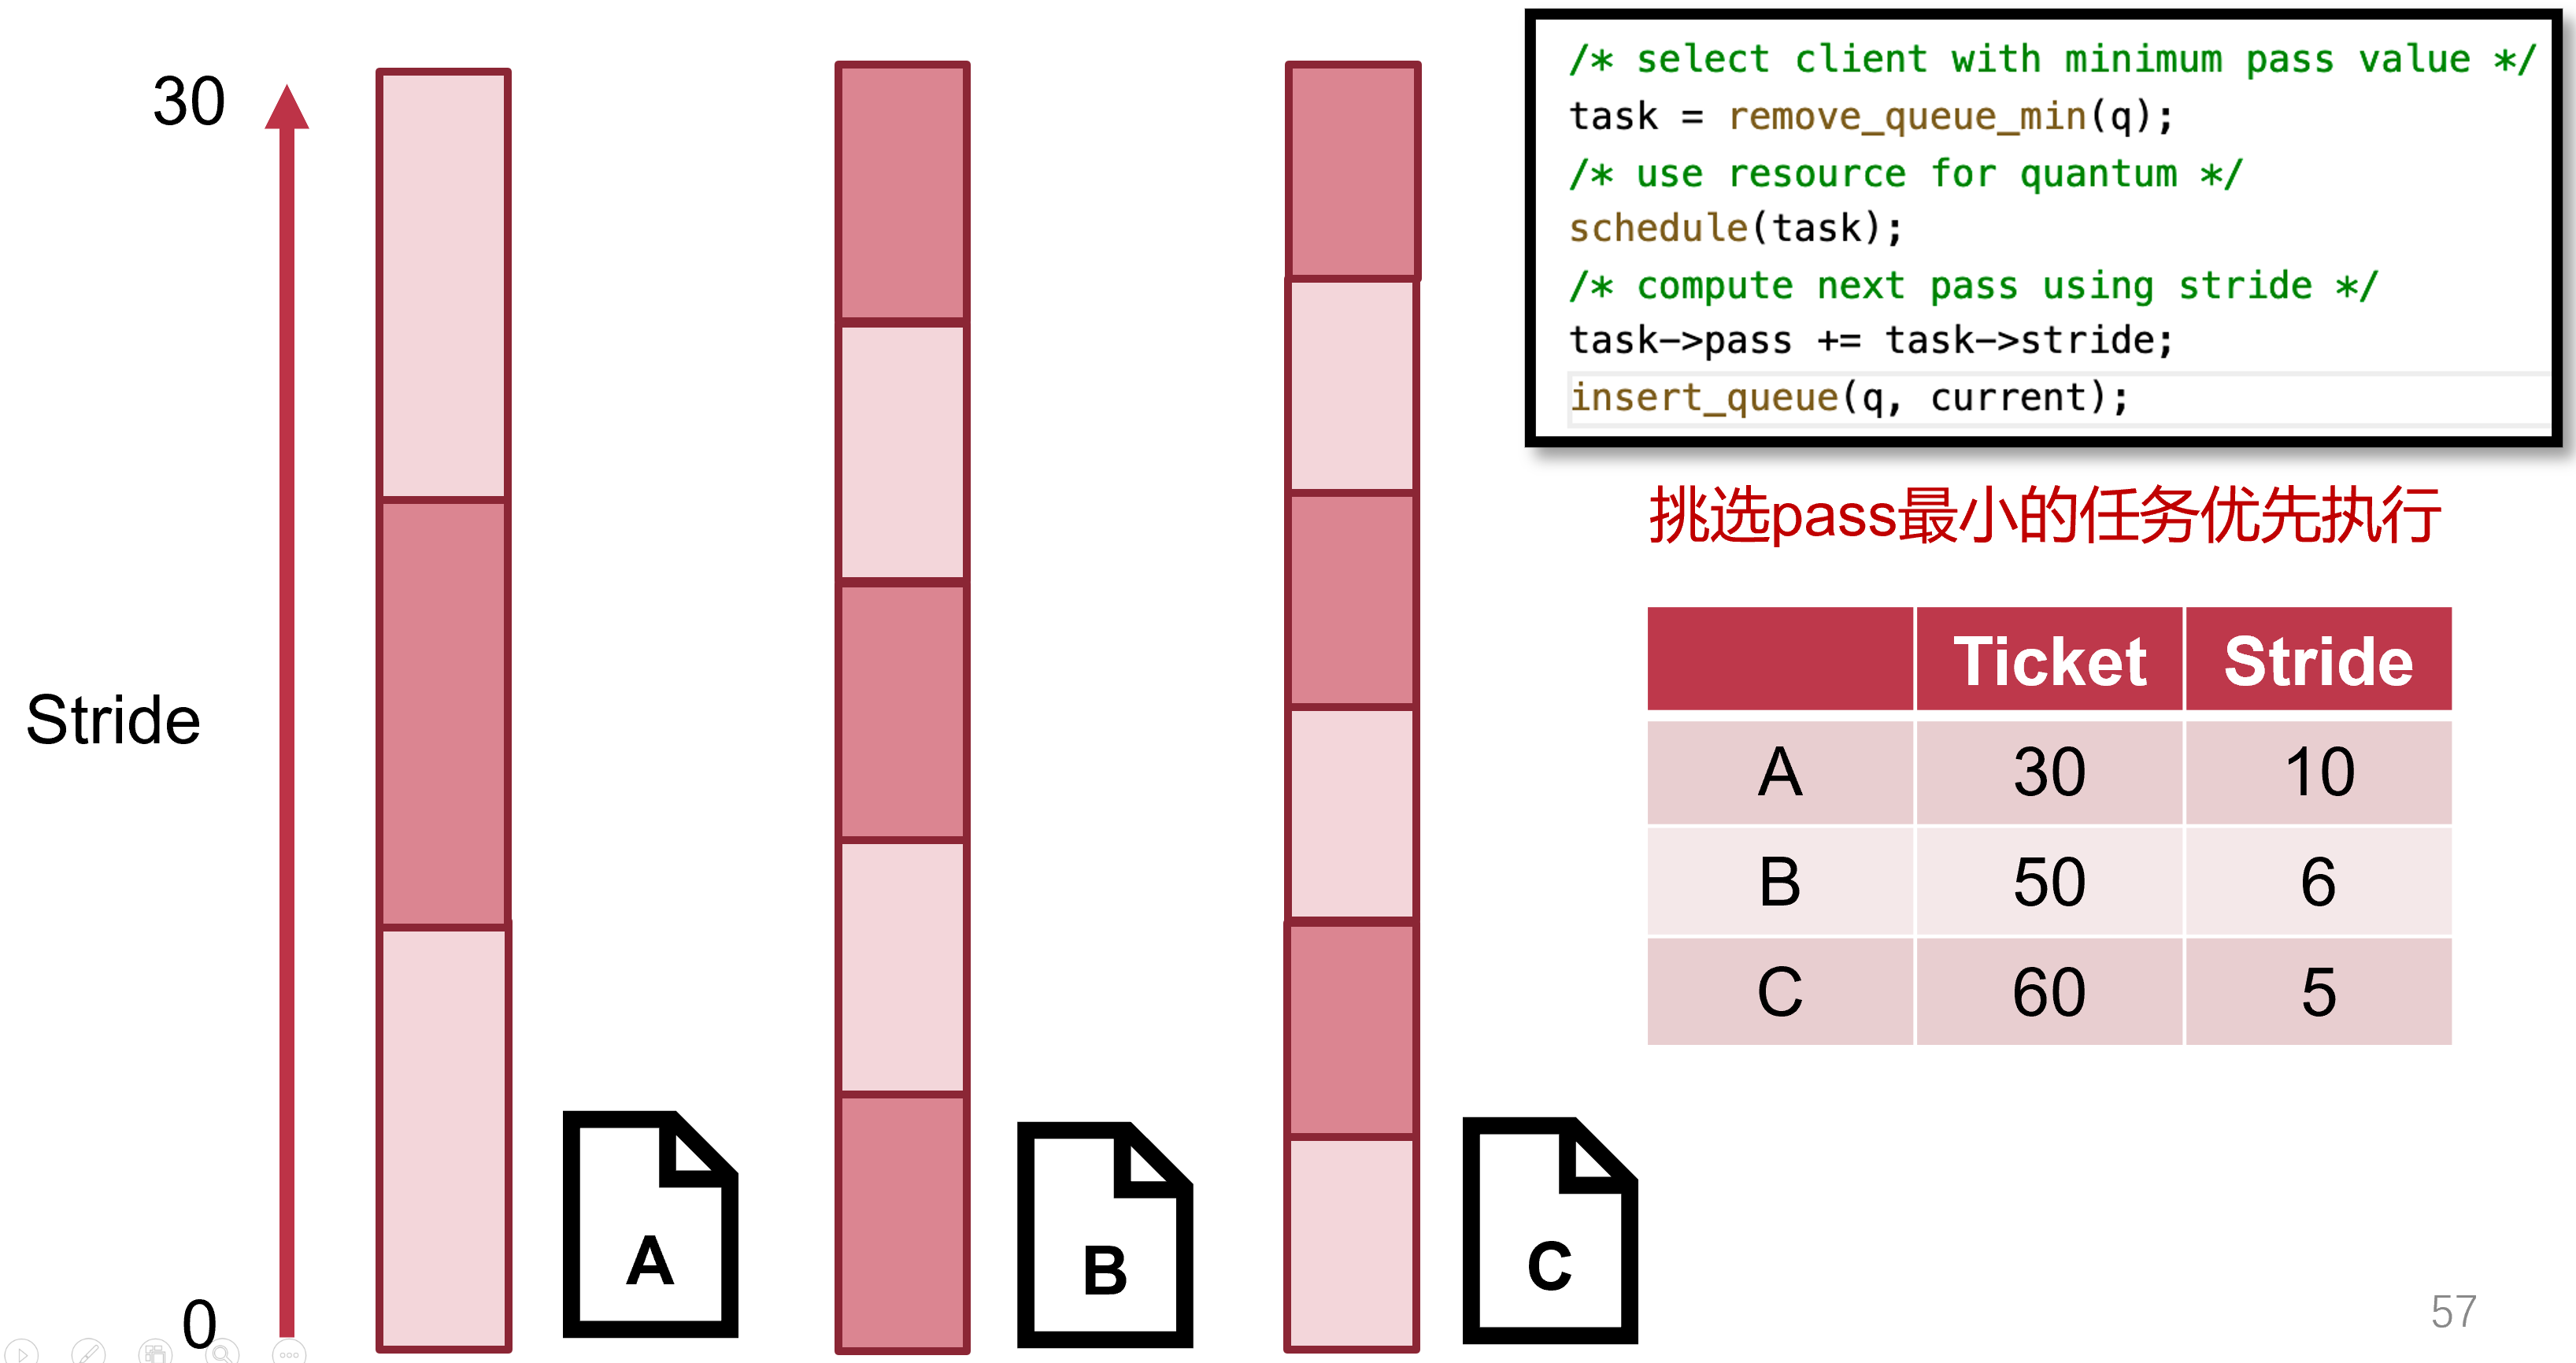 30
Stride
0
A
B
C
/* select client with minimum pass value */
task = remove_queue_min(q);
/* use resource for quantum */
schedule(task);
/* compute next pass using stride */
task->pass += task->stride;
insert_queue(q, current);
挑选pass最小的任务优先执行
Ticket Stride
A 30 10
B 50 6
C 60 5
57